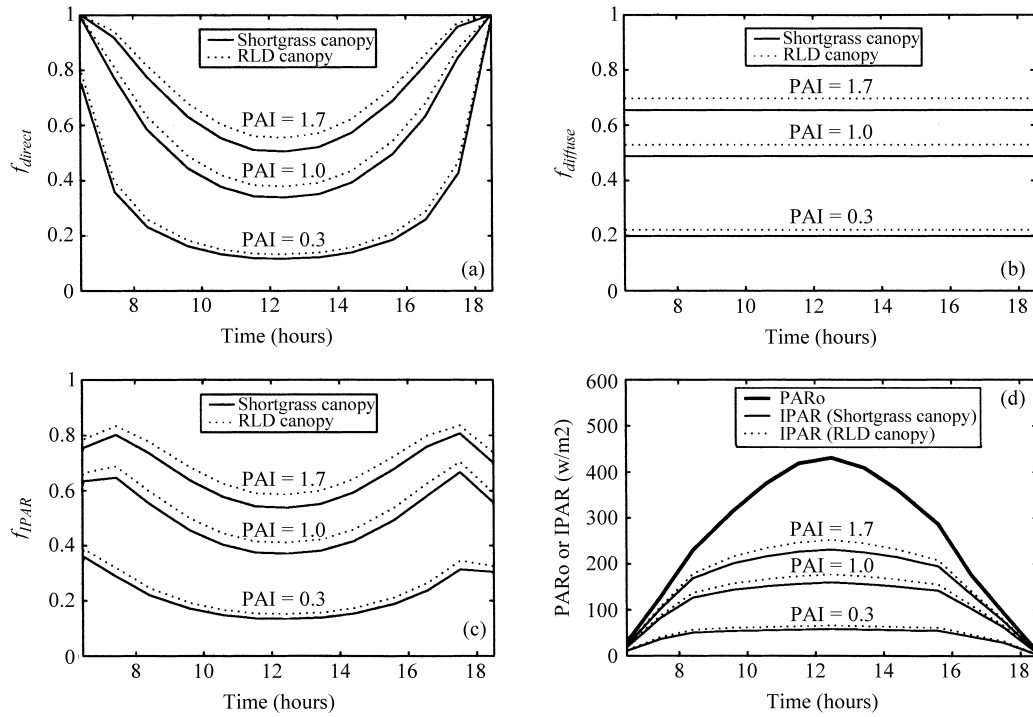 1
0.8
0.6
0.4
0.2
0
f_direct
Shortgrass canopy
RLD canopy
PAI = 1.7
PAI = 1.0
PAI = 0.3
(a)
8 10 12 14 16 18
Time (hours)
1
0.8
0.6
0.4
0.2
0
f_diffuse
Shortgrass canopy
RLD canopy
PAI = 1.7
PAI = 1.0
PAI = 0.3
(b)
8 10 12 14 16 18
Time (hours)
1
0.8
0.6
0.4
0.2
0
f_IPAR
Shortgrass canopy
RLD canopy
PAI = 1.7
PAI = 1.0
PAI = 0.3
(c)
8 10 12 14 16 18
Time (hours)
600
500
400
300
200
100
0
PARo or IPAR (w/m2)
PARo
IPAR (Shortgrass canopy)
IPAR (RLD canopy)
(d)
PAI = 1.7
PAI = 1.0
PAI = 0.3
8 10 12 14 16 18
Time (hours)